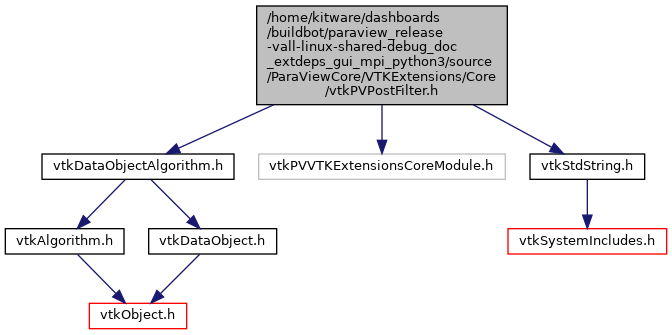 /home/kitware/dashboards
/buildbot/paraview_release
-vall-linux-shared-debug_doc
_extdeps_gui_mpi_python3/source
/ParaViewCore/VTKExtensions/Core
/vtkPVPostFilter.h
vtkDataObjectAlgorithm.h
vtkPVVTKExtensionsCoreModule.h
vtkStdString.h
vtkAlgorithm.h
vtkDataObject.h
vtkSystemIncludes.h
vtkObject.h